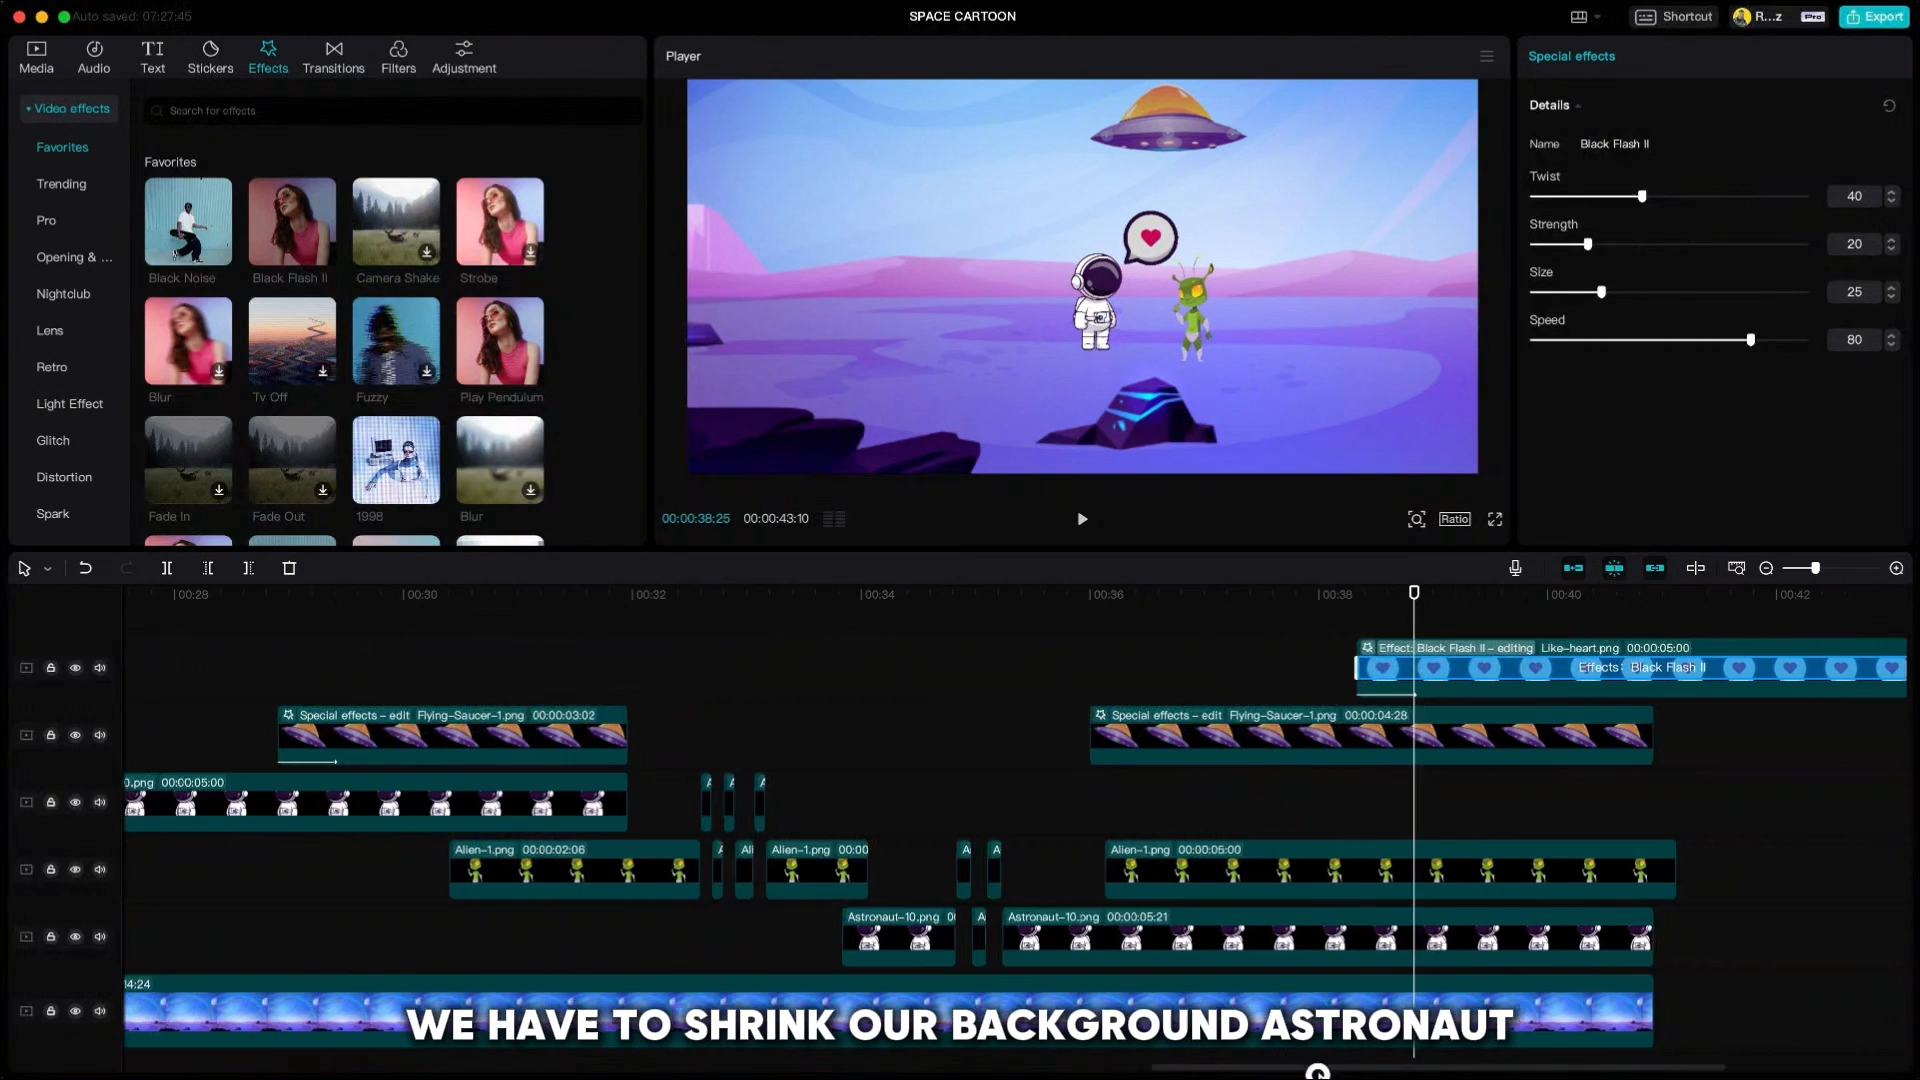 Auto saved: 07:27:45
SPACE CARTOON
Shortcut
R...z
Pro
Export
Media
Audio
TI
Text
Stickers
Effects
Transitions
Filters
Adjustment
Player
Special effects
Video effects
Search for effects
Favorites
Trending
Pro
Opening & ...
Nightclub
Lens
Retro
Light Effect
Glitch
Distortion
Spark
Favorites
Black Noise
Black Flash II
Camera Shake
Strobe
Blur
Tv Off
Fuzzy
Play Pendulum
Fade In
Fade Out
1998
Blur
00:00:38:25
00:00:43:10
Ratio
Details
Name
Black Flash II
Twist
40
Strength
20
Size
25
Speed
80
00:28
00:30
00:32
00:34
00:36
00:38
00:40
00:42
Effect: Black Flash II – editing Like-heart.png 00:00:05:00
Effects: Black Flash II
Special effects – edit Flying-Saucer-1.png 00:00:03:02
Special effects – edit Flying-Saucer-1.png 00:00:04:28
0.png 00:00:05:00
A
A
A
Alien-1.png 00:00:02:06
A
Ali
Alien-1.png 00:00
A
A
Alien-1.png 00:00:05:00
Astronaut-10.png 0
A
Astronaut-10.png 00:00:05:21
14:24
WE HAVE TO SHRINK OUR BACKGROUND ASTRONAUT